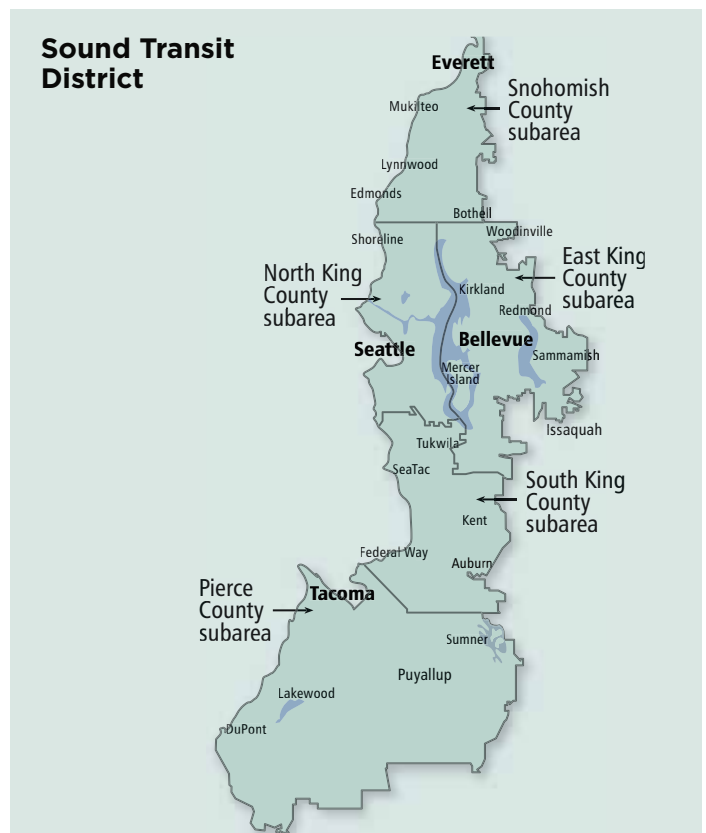 Sound Transit
District
Everett
Snohomish
County
subarea
Mukilteo
Lynnwood
Edmonds
Bothell
Woodinville
Shoreline
East King
County
subarea
North King
County
subarea
Kirkland
Redmond
Bellevue
Seattle
Sammamish
Mercer
Island
Issaquah
Tukwila
SeaTac
South King
County
subarea
Kent
Federal Way
Auburn
Pierce
County
subarea
Tacoma
Sumner
Puyallup
Lakewood
DuPont